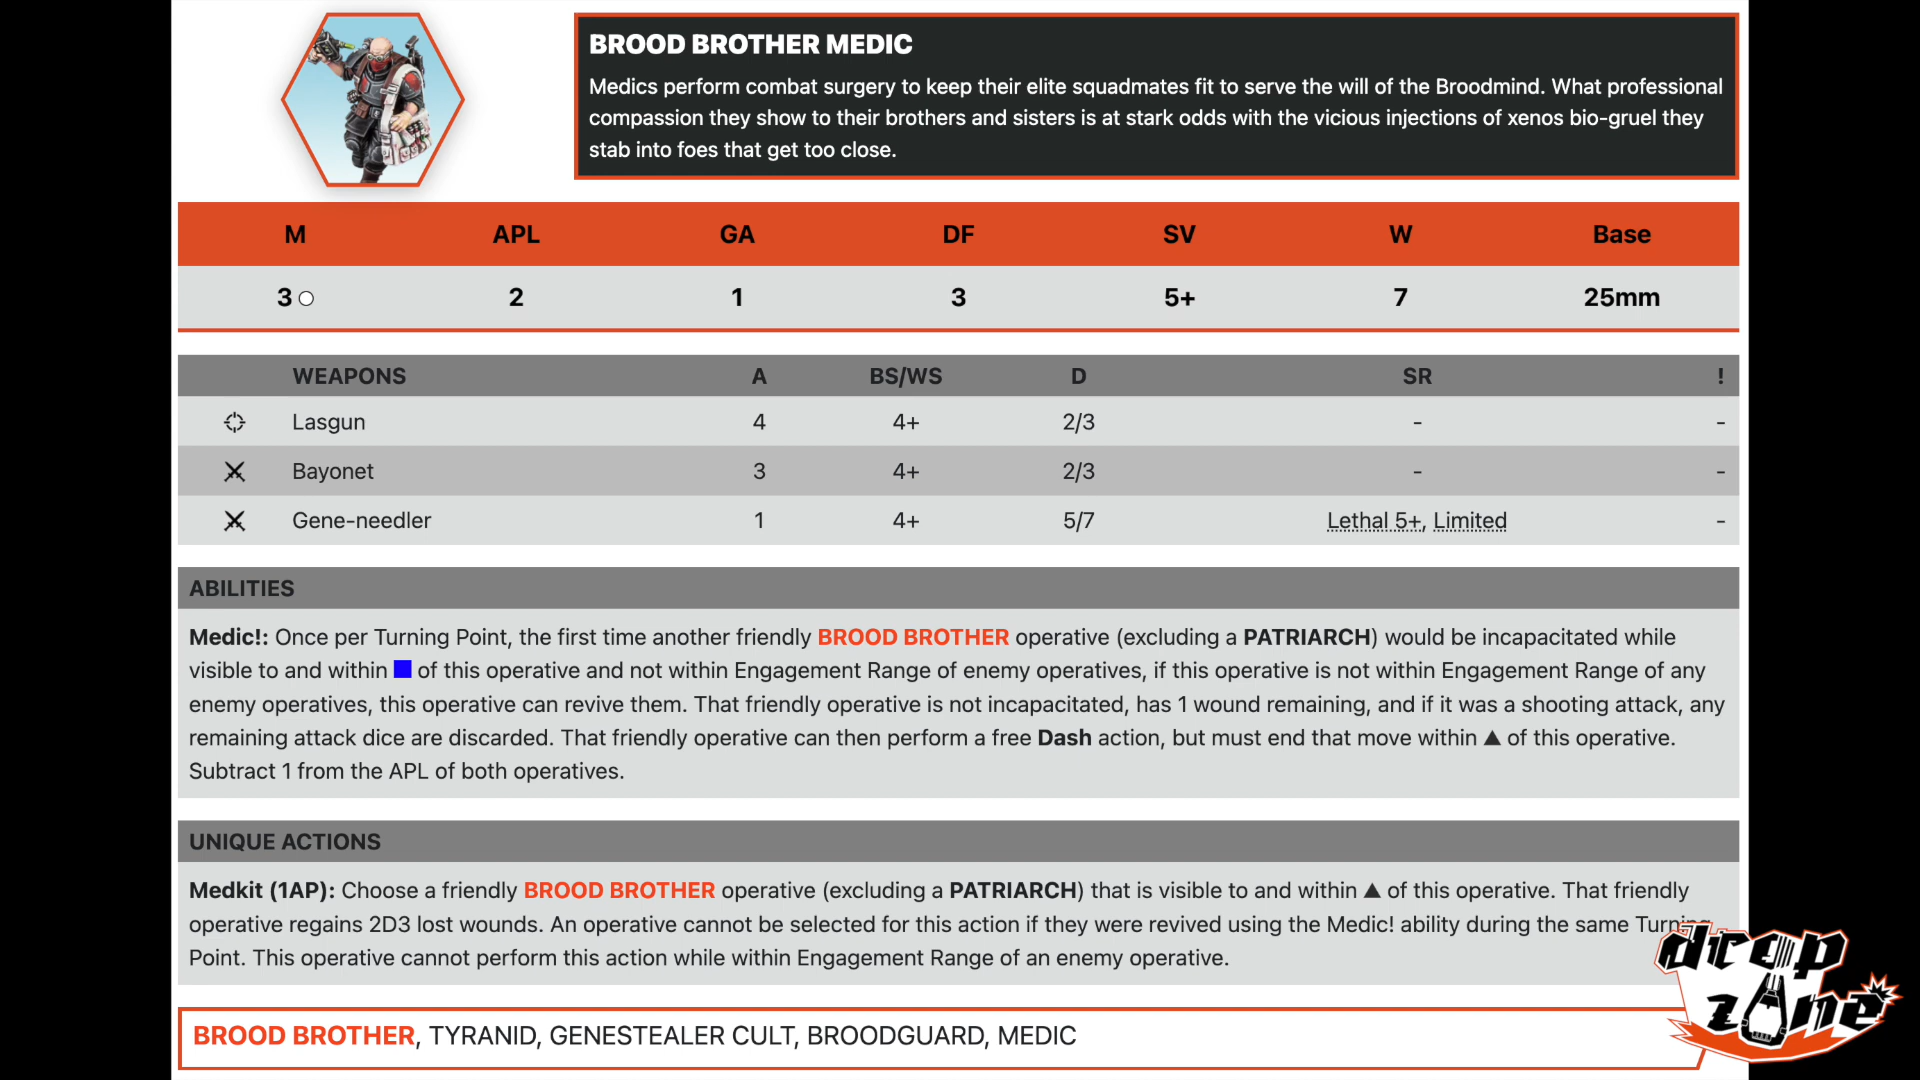 BROOD BROTHER MEDIC
Medics perform combat surgery to keep their elite squadmates fit to serve the will of the Broodmind. What professional
compassion they show to their brothers and sisters is at stark odds with the vicious injections of xenos bio-gruel they
stab into foes that get too close.
M APL GA DF SV W Base
3 2 1 3 5+ 7 25mm
WEAPONS A BS/WS D SR !
Lasgun 4 4+ 2/3 - -
Bayonet 3 4+ 2/3 - -
Gene-needler 1 4+ 5/7 Lethal 5+, Limited -
ABILITIES
Medic!: Once per Turning Point, the first time another friendly BROOD BROTHER operative (excluding a PATRIARCH) would be incapacitated while
visible to and within ■ of this operative and not within Engagement Range of enemy operatives, if this operative is not within Engagement Range of any
enemy operatives, this operative can revive them. That friendly operative is not incapacitated, has 1 wound remaining, and if it was a shooting attack, any
remaining attack dice are discarded. That friendly operative can then perform a free Dash action, but must end that move within ▲ of this operative.
Subtract 1 from the APL of both operatives.
UNIQUE ACTIONS
Medkit (1AP): Choose a friendly BROOD BROTHER operative (excluding a PATRIARCH) that is visible to and within ▲ of this operative. That friendly
operative regains 2D3 lost wounds. An operative cannot be selected for this action if they were revived using the Medic! ability during the same Turning
Point. This operative cannot perform this action while within Engagement Range of an enemy operative.
BROOD BROTHER, TYRANID, GENESTEALER CULT, BROODGUARD, MEDIC
drop
zone